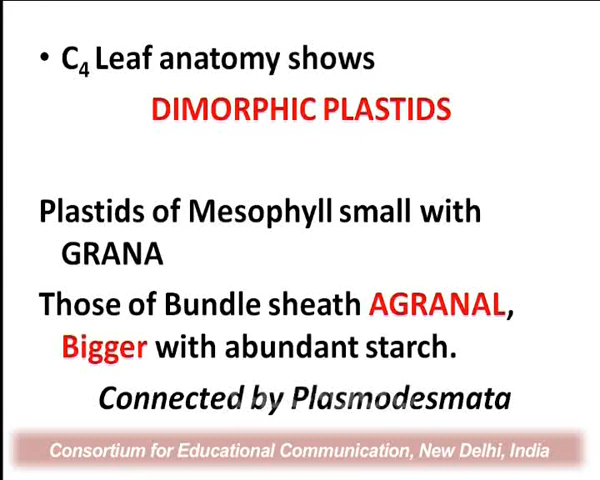 • C4 Leaf anatomy shows
DIMORPHIC PLASTIDS
Plastids of Mesophyll small with
GRANA
Those of Bundle sheath AGRANAL,
Bigger with abundant starch.
Connected by Plasmodesmata
Consortium for Educational Communication, New Delhi, India